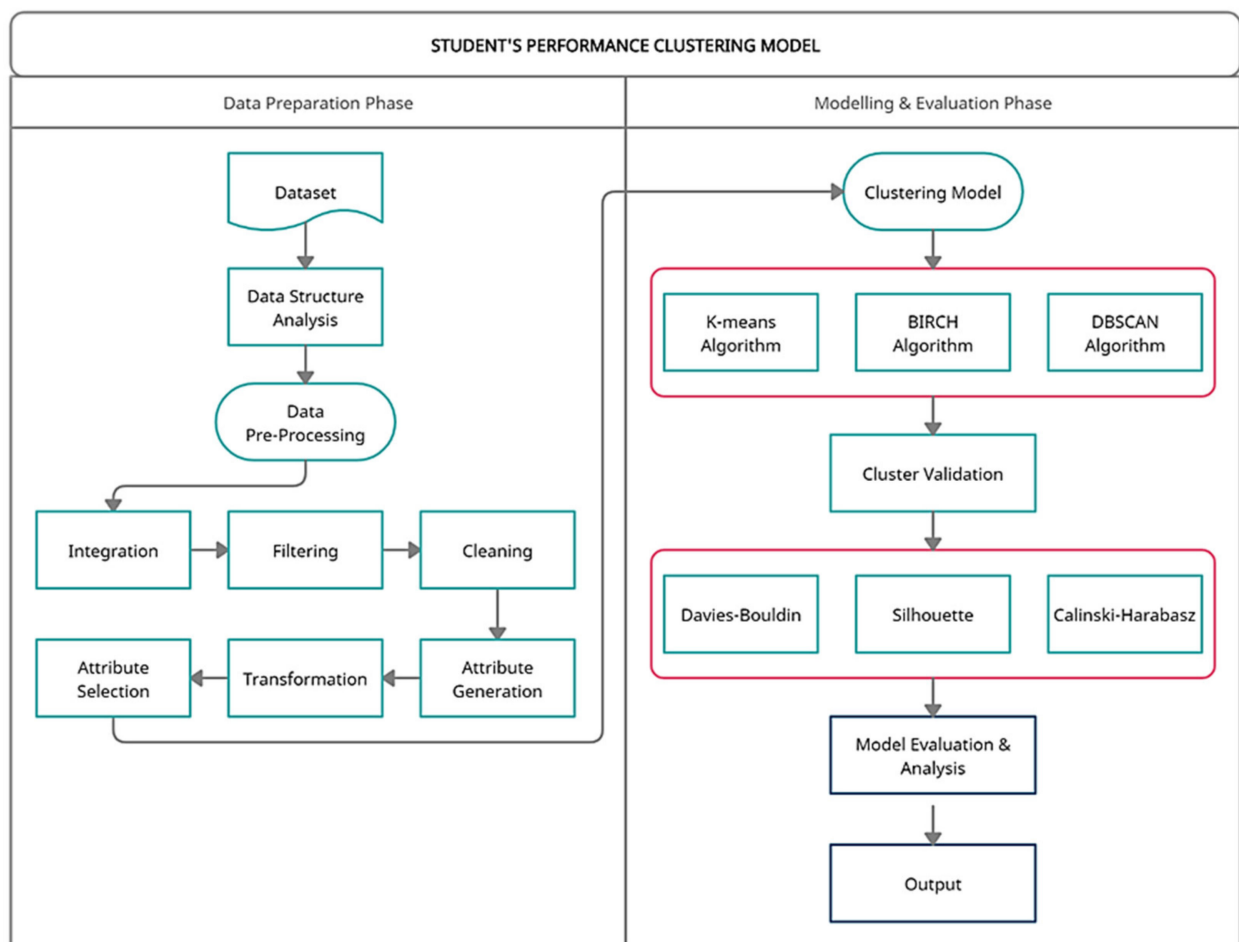 STUDENT'S PERFORMANCE CLUSTERING MODEL
Data Preparation Phase
Modelling & Evaluation Phase
Dataset
Data Structure
Analysis
Data
Pre-Processing
Integration
Filtering
Cleaning
Attribute
Generation
Transformation
Attribute
Selection
Clustering Model
K-means
Algorithm
BIRCH
Algorithm
DBSCAN
Algorithm
Cluster Validation
Davies-Bouldin
Silhouette
Calinski-Harabasz
Model Evaluation &
Analysis
Output